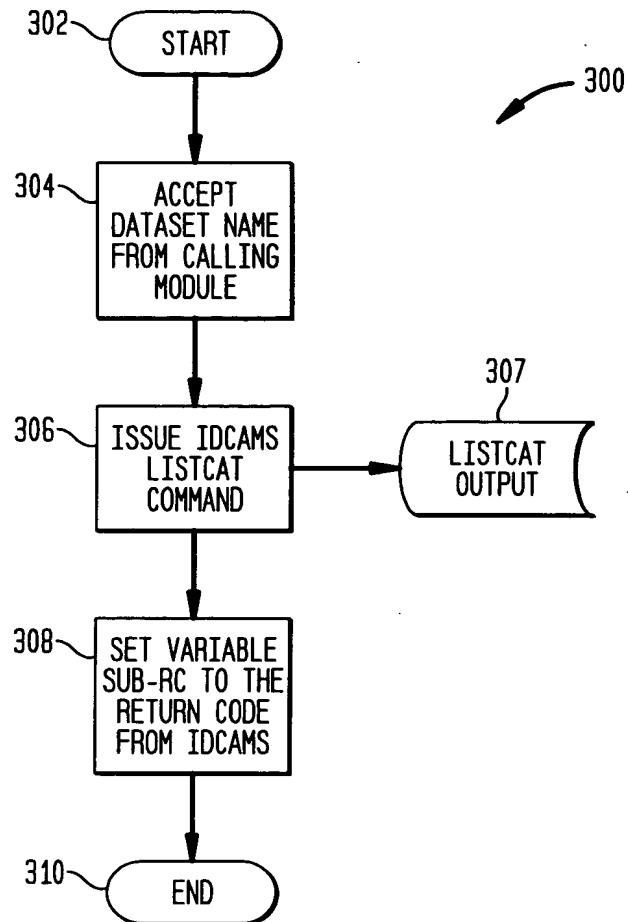 302
START
300
304
ACCEPT
DATASET NAME
FROM CALLING
MODULE
307
306
ISSUE IDCAMS
LISTCAT
COMMAND
LISTCAT
OUTPUT
308
SET VARIABLE
SUB-RC TO THE
RETURN CODE
FROM IDCAMS
310
END